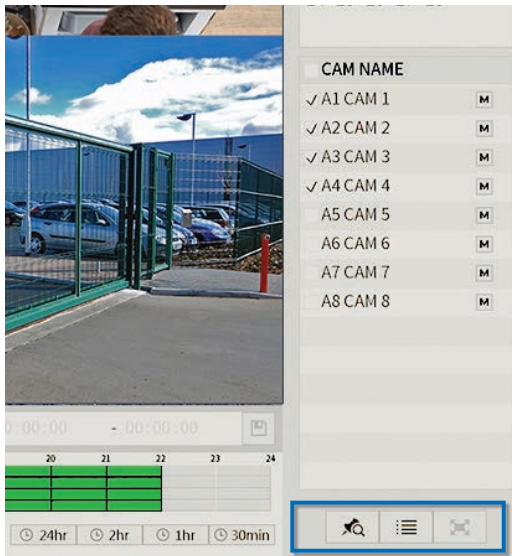 CAM NAME
A1 CAM 1 M
A2 CAM 2 M
A3 CAM 3 M
A4 CAM 4 M
A5 CAM 5 M
A6 CAM 6 M
A7 CAM 7 M
A8 CAM 8 M
0:00:00 - 00:00:00
20 21 22 23 24
24hr 2hr 1hr 30min